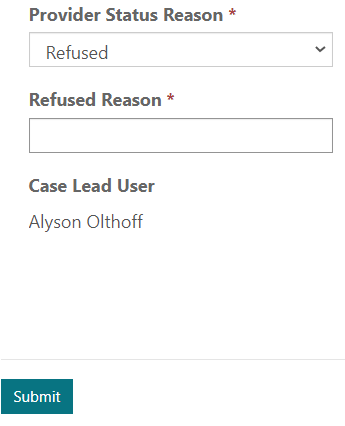 Provider Status Reason *
Refused
Refused Reason *
Case Lead User
Alyson Olthoff
Submit